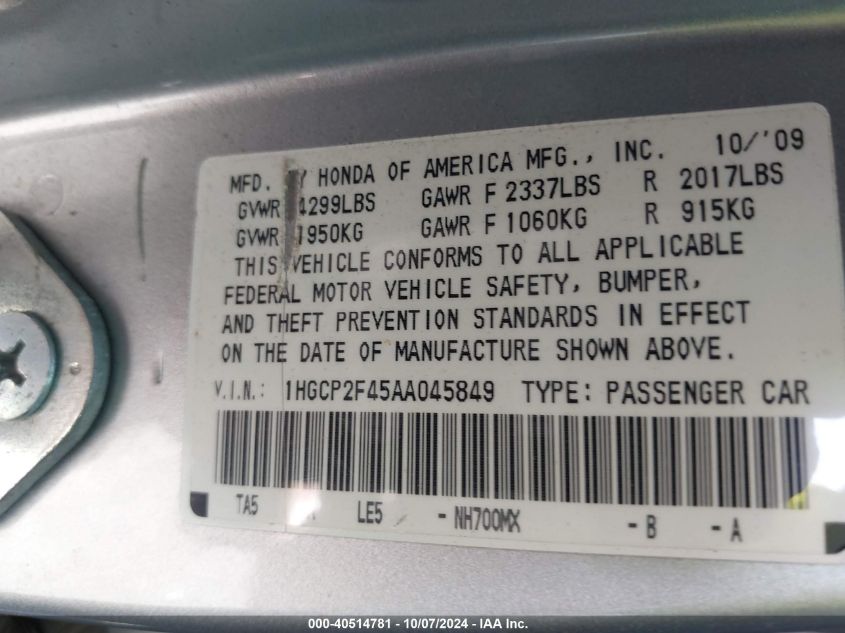 MFD. BY HONDA OF AMERICA MFG., INC. 10/'09
GVWR 4299LBS GAWR F 2337LBS R 2017LBS
GVWR 1950KG GAWR F 1060KG R 915KG
THIS VEHICLE CONFORMS TO ALL APPLICABLE
FEDERAL MOTOR VEHICLE SAFETY, BUMPER,
AND THEFT PREVENTION STANDARDS IN EFFECT
ON THE DATE OF MANUFACTURE SHOWN ABOVE.
V.I.N.: 1HGCP2F45AA045849 TYPE: PASSENGER CAR
TA5 LE5 - NH700MX - B - A
000-40514781 - 10/07/2024 - IAA Inc.